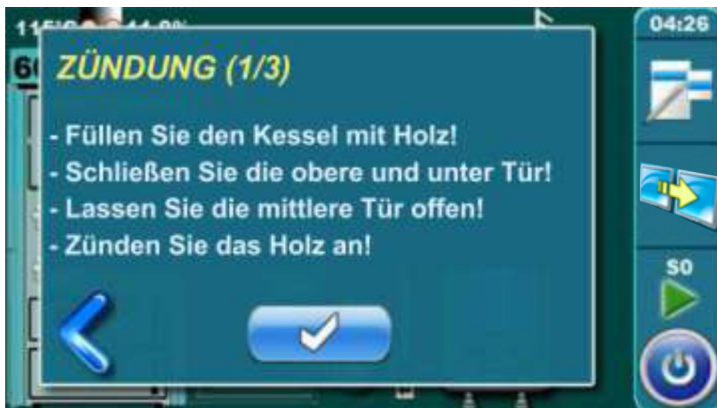 04:26
ZÜNDUNG (1/3)
- Füllen Sie den Kessel mit Holz!
- Schließen Sie die obere und unter Tür!
- Lassen Sie die mittlere Tür offen!
- Zünden Sie das Holz an!
S0